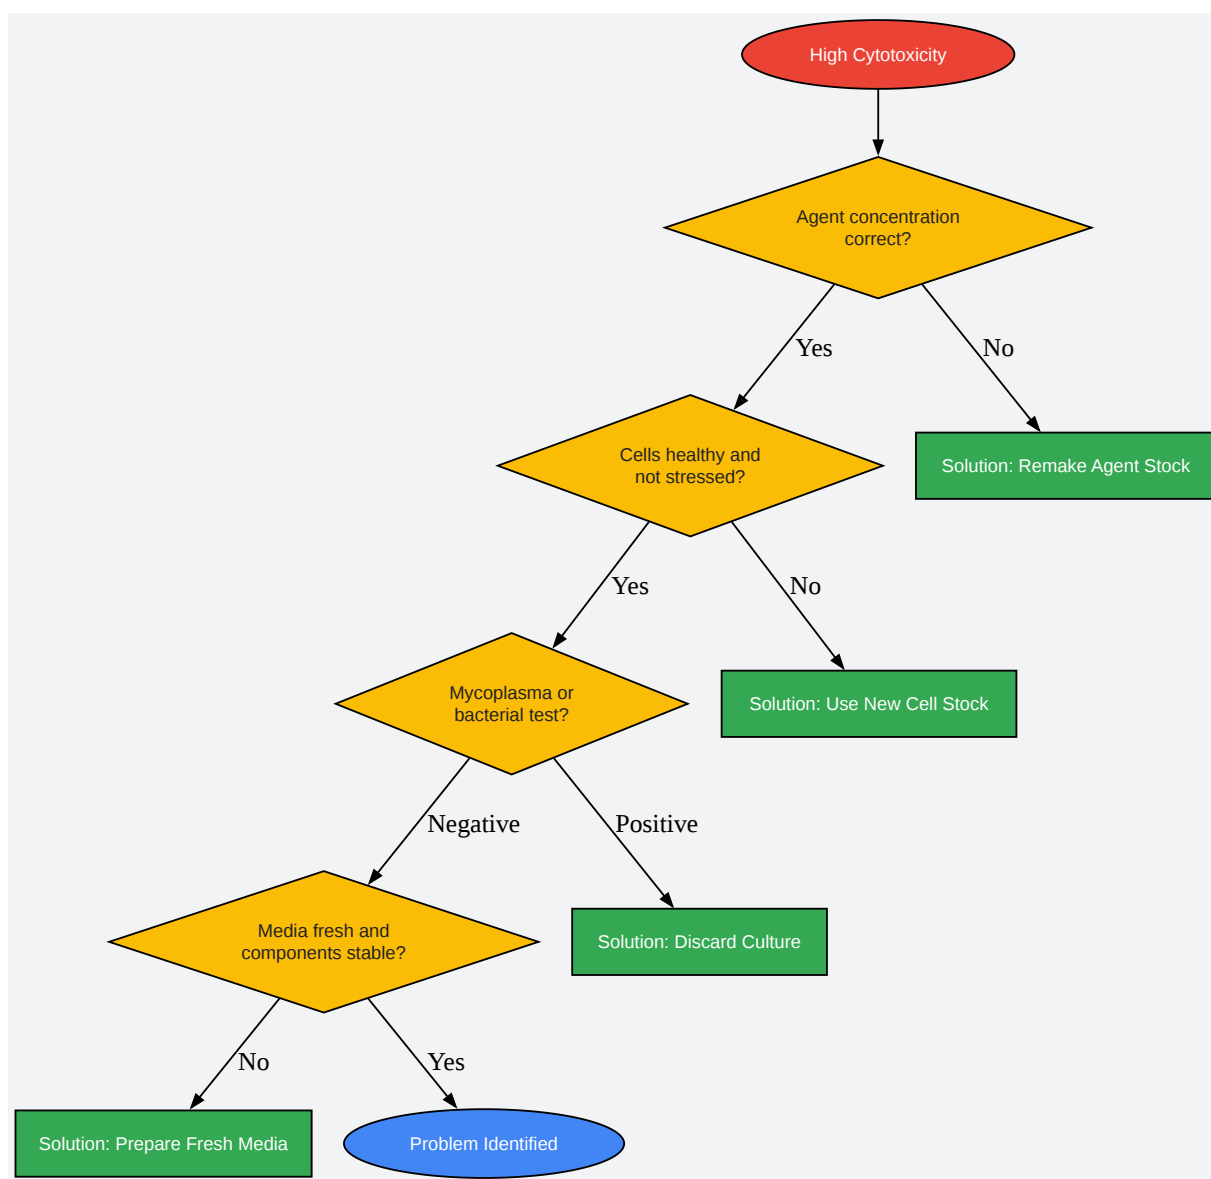 High Cytotoxicity
Agent concentration
correct?
Yes
No
Cells healthy and
not stressed?
Solution: Remake Agent Stock
Yes
No
Mycoplasma or
bacterial test?
Solution: Use New Cell Stock
Negative
Positive
Media fresh and
components stable?
Solution: Discard Culture
No
Yes
Solution: Prepare Fresh Media
Problem Identified